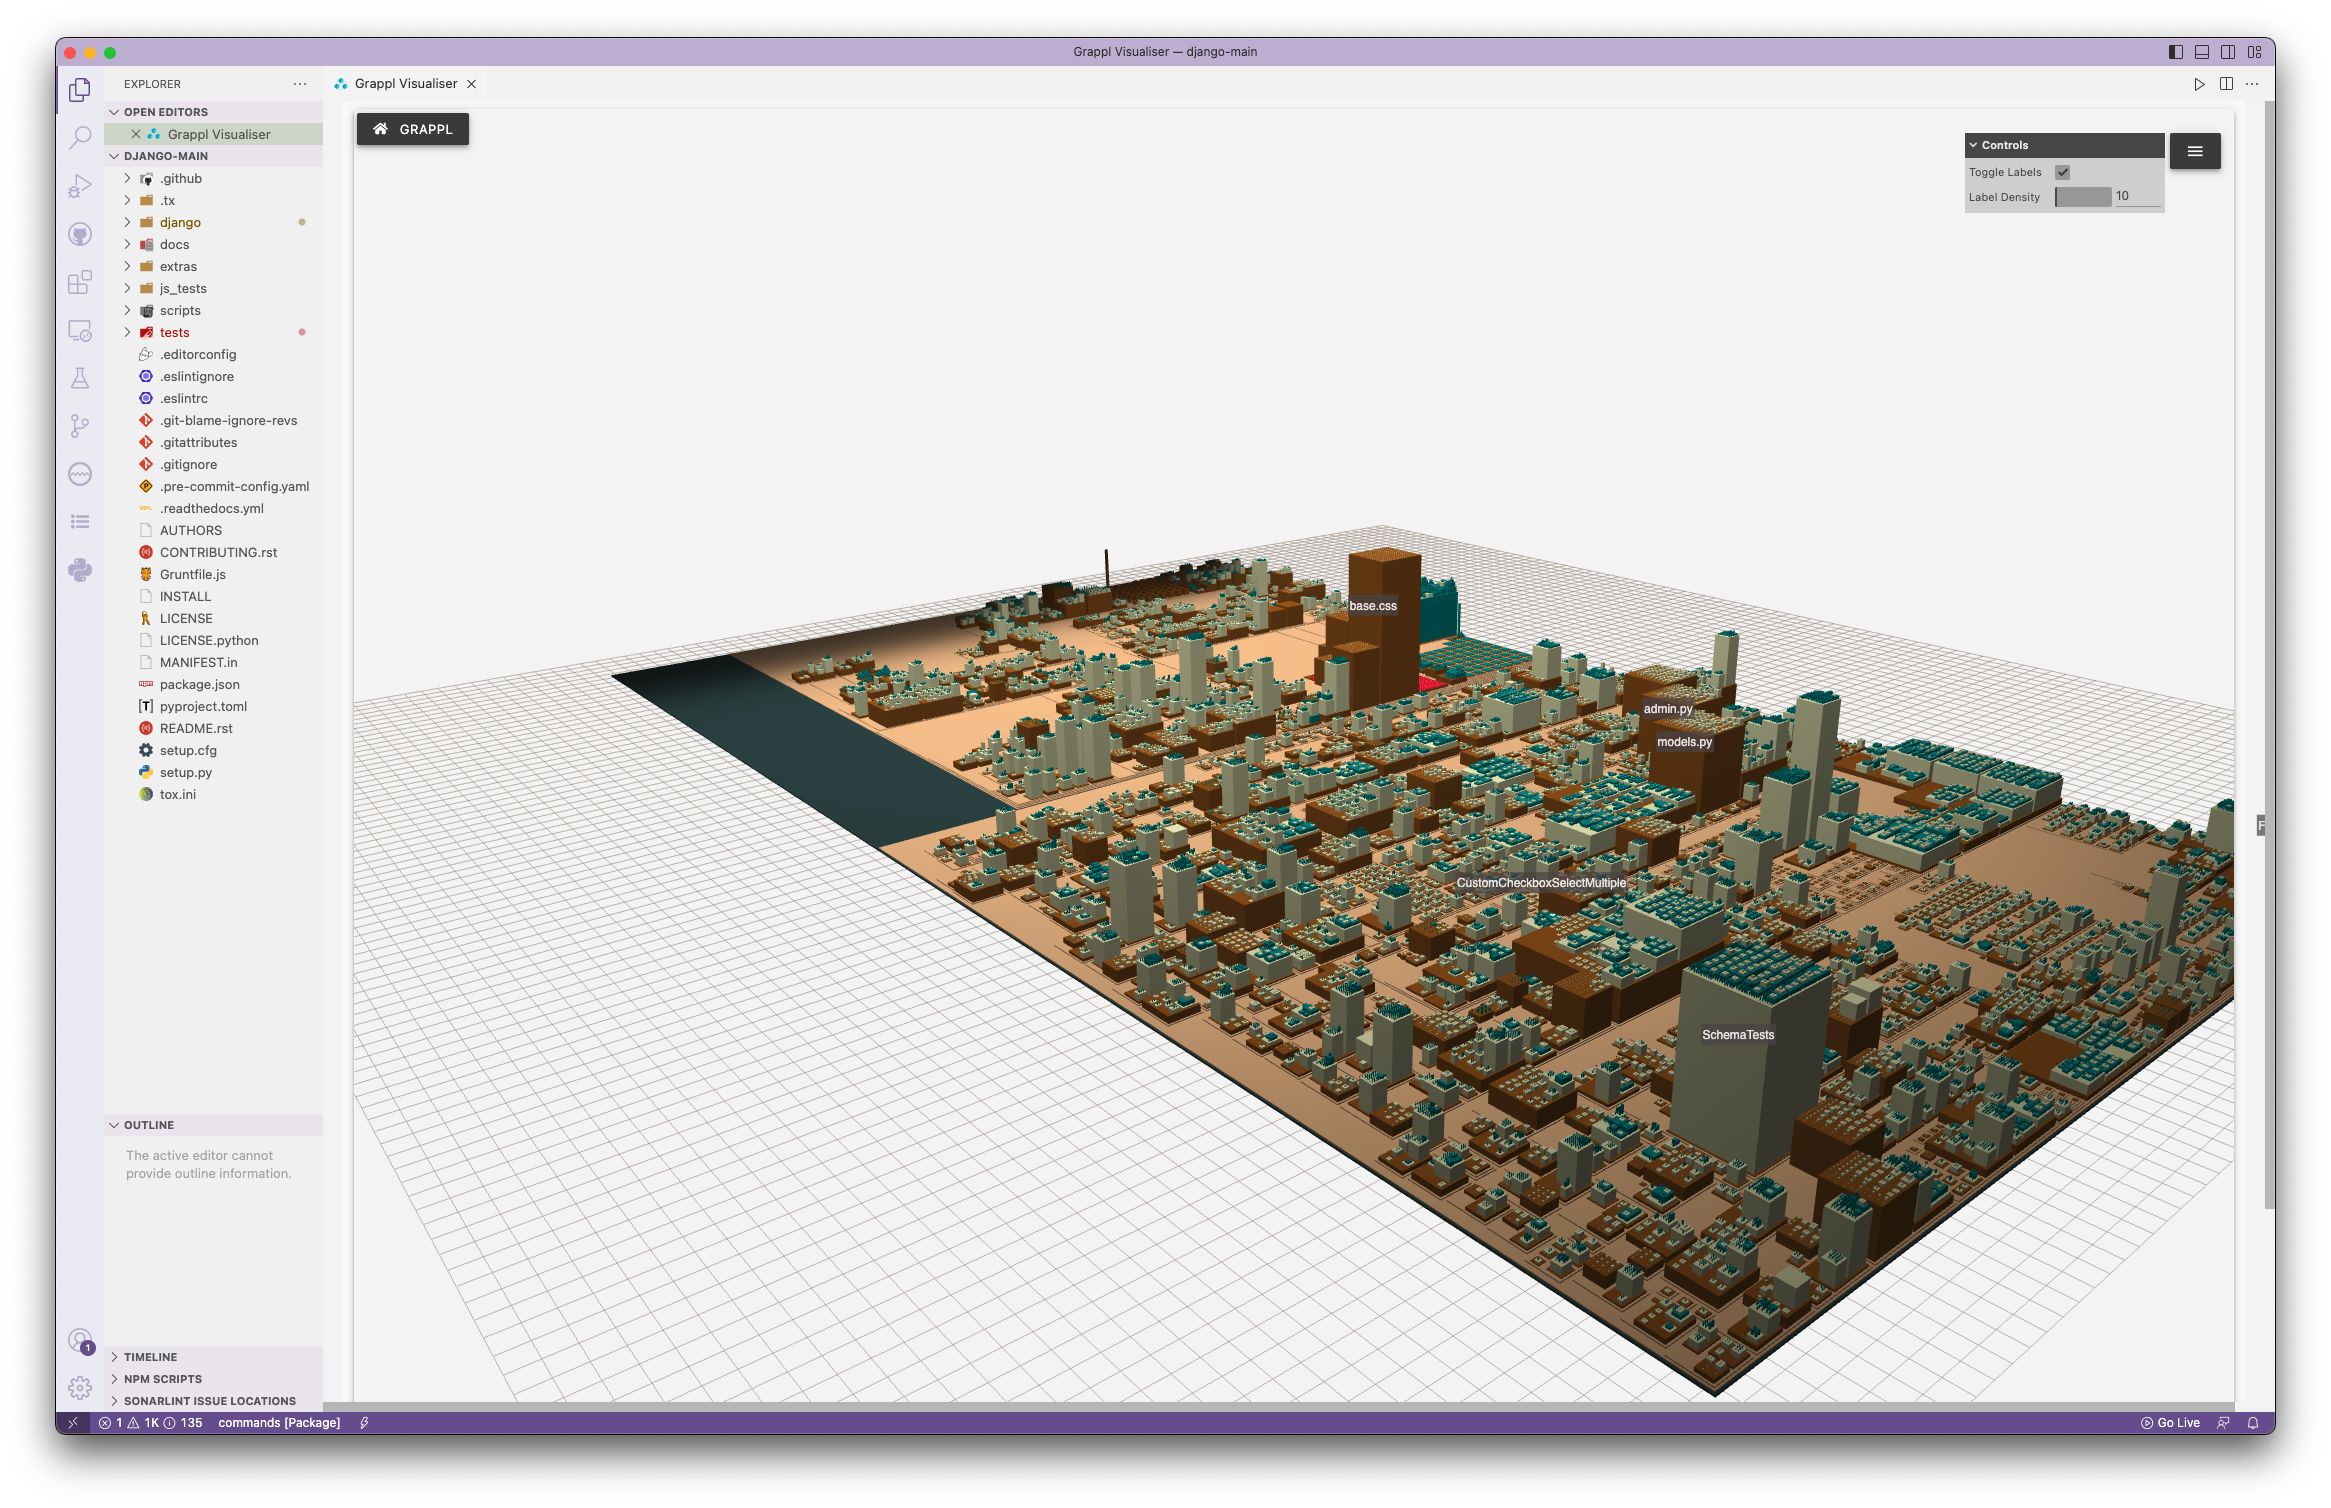 Grappl Visualiser — django-main
EXPLORER
Grappl Visualiser
OPEN EDITORS
Grappl Visualiser
DJANGO-MAIN
.github
.tx
django
docs
extras
js_tests
scripts
tests
.editorconfig
.eslintignore
.eslintrc
.git-blame-ignore-revs
.gitattributes
.gitignore
.pre-commit-config.yaml
.readthedocs.yml
AUTHORS
CONTRIBUTING.rst
Gruntfile.js
INSTALL
LICENSE
LICENSE.python
MANIFEST.in
package.json
pyproject.toml
README.rst
setup.cfg
setup.py
tox.ini
OUTLINE
The active editor cannot
provide outline information.
TIMELINE
NPM SCRIPTS
SONARLINT ISSUE LOCATIONS
GRAPPL
Controls
Toggle Labels
Label Density 10
base.css
admin.py
models.py
CustomCheckboxSelectMultiple
SchemaTests
1
1 1K 135 commands [Package]
Go Live